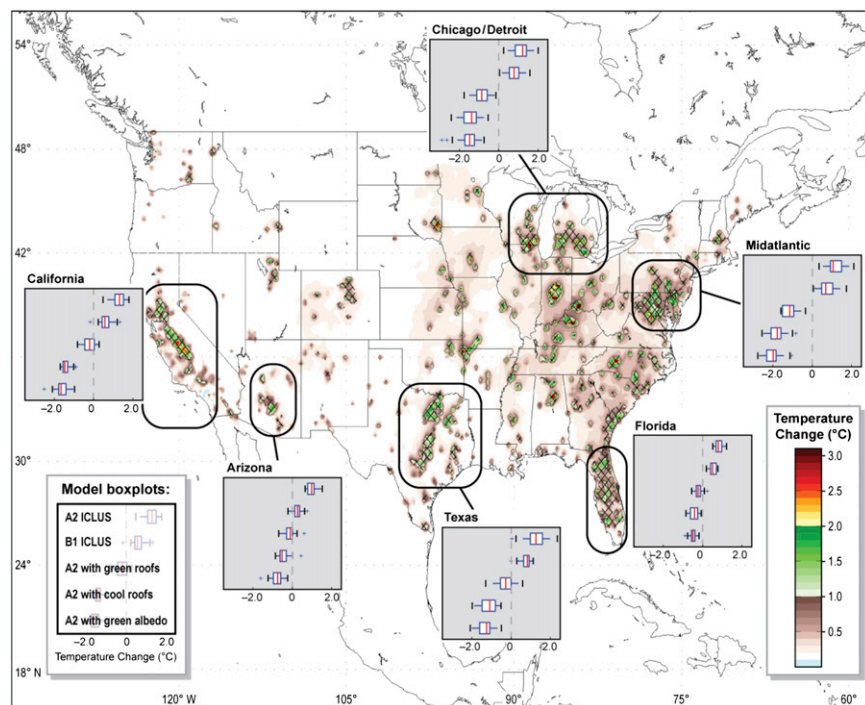 54°
48°
42°
36°
30°
24°
18° N
120° W
105°
90°
75°
60°
Chicago/Detroit
-2.0 0 2.0
Midatlantic
-2.0 0 2.0
California
-2.0 0 2.0
Arizona
-2.0 0 2.0
Texas
-2.0 0 2.0
Florida
-2.0 0 2.0
Model boxplots:
A2 ICLUS
B1 ICLUS
A2 with green roofs
A2 with cool roofs
A2 with green albedo
-2.0 0 2.0
Temperature Change (°C)
Temperature
Change (°C)
3.0
2.5
2.0
1.5
1.0
0.5